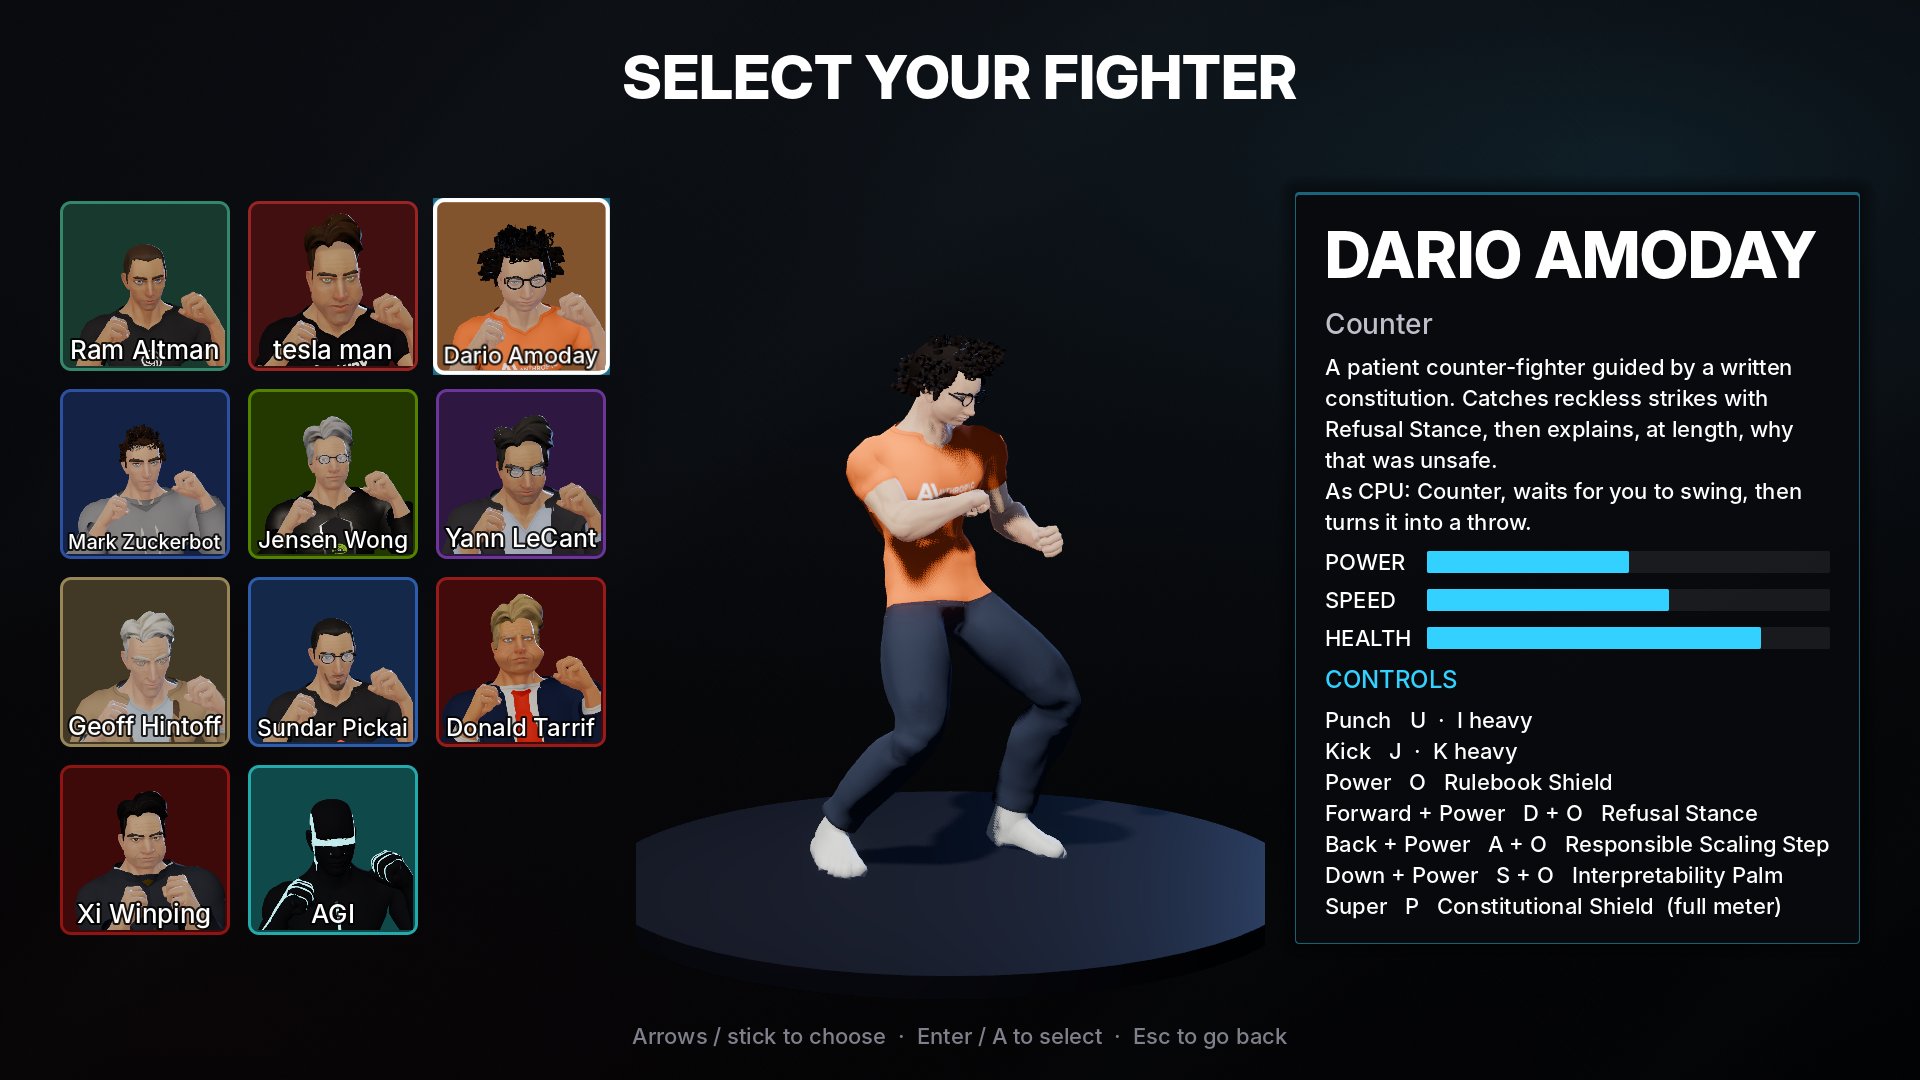 SELECT YOUR FIGHTER
Ram Altman
tesla man
Dario Amoday
Mark Zuckerbot
Jensen Wong
Yann LeCant
Geoff Hintoff
Sundar Pickai
Donald Tarrif
Xi Winping
AGI
DARIO AMODAY
Counter
A patient counter-fighter guided by a written
constitution. Catches reckless strikes with
Refusal Stance, then explains, at length, why
that was unsafe.
As CPU: Counter, waits for you to swing, then
turns it into a throw.
POWER
SPEED
HEALTH
CONTROLS
Punch U · I heavy
Kick J · K heavy
Power O Rulebook Shield
Forward + Power D + O Refusal Stance
Back + Power A + O Responsible Scaling Step
Down + Power S + O Interpretability Palm
Super P Constitutional Shield (full meter)
Arrows / stick to choose · Enter / A to select · Esc to go back